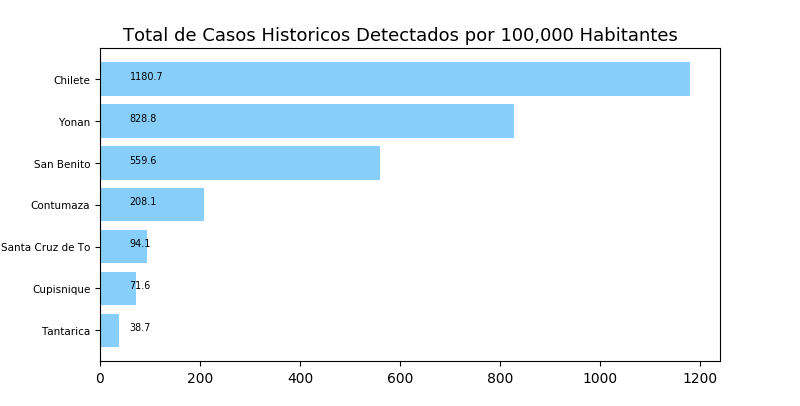 Total de Casos Historicos Detectados por 100,000 Habitantes
Chilete 1180.7
Yonan 828.8
San Benito 559.6
Contumaza 208.1
Santa Cruz de To 94.1
Cupisnique 71.6
Tantarica 38.7
0 200 400 600 800 1000 1200